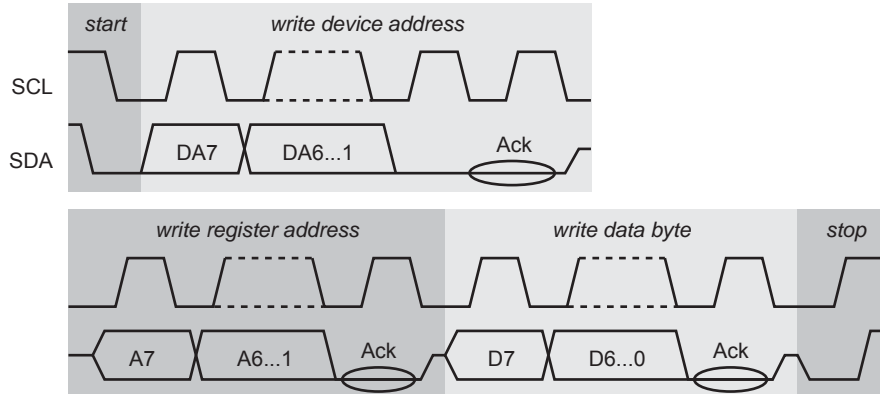 start write device address
SCL
SDA DA7 DA6...1 Ack
write register address write data byte stop
A7 A6...1 Ack D7 D6...0 Ack